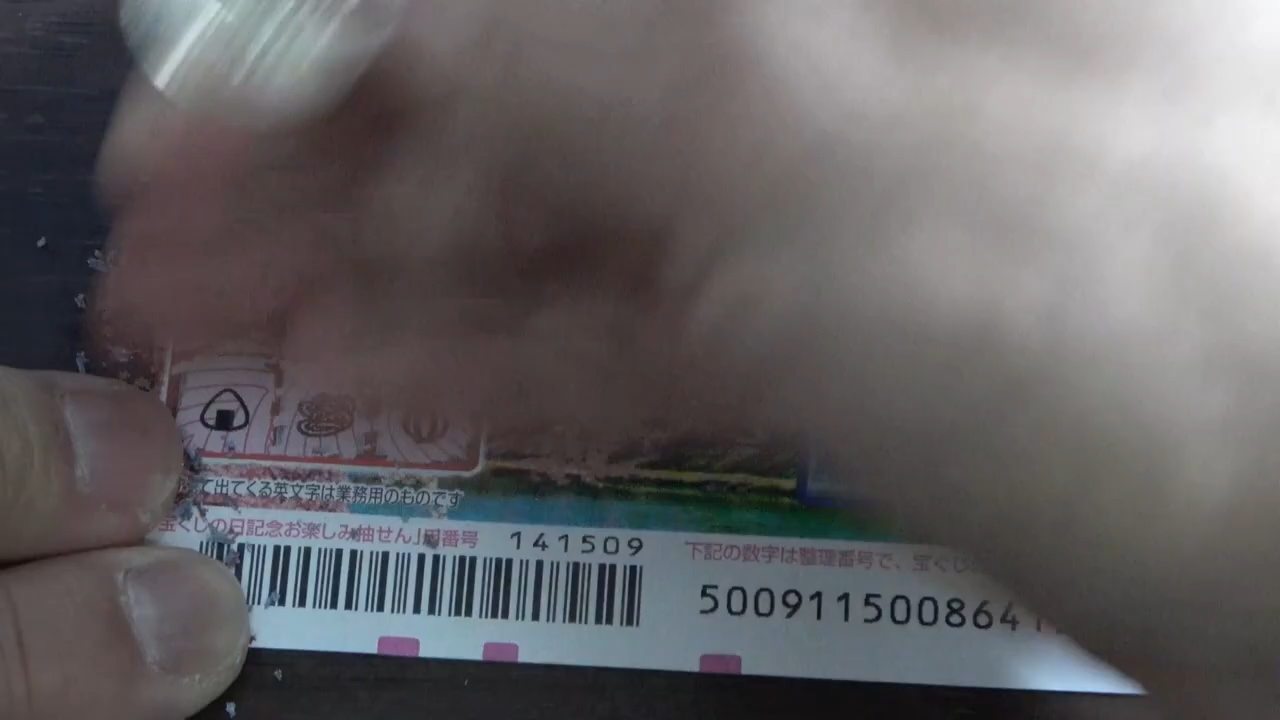 て出てくる英文字は業務用のものです
宝くじの日記念お楽しみ抽せん」用番号 141509
下記の数字は整理番号で、宝くじ
50091150086411